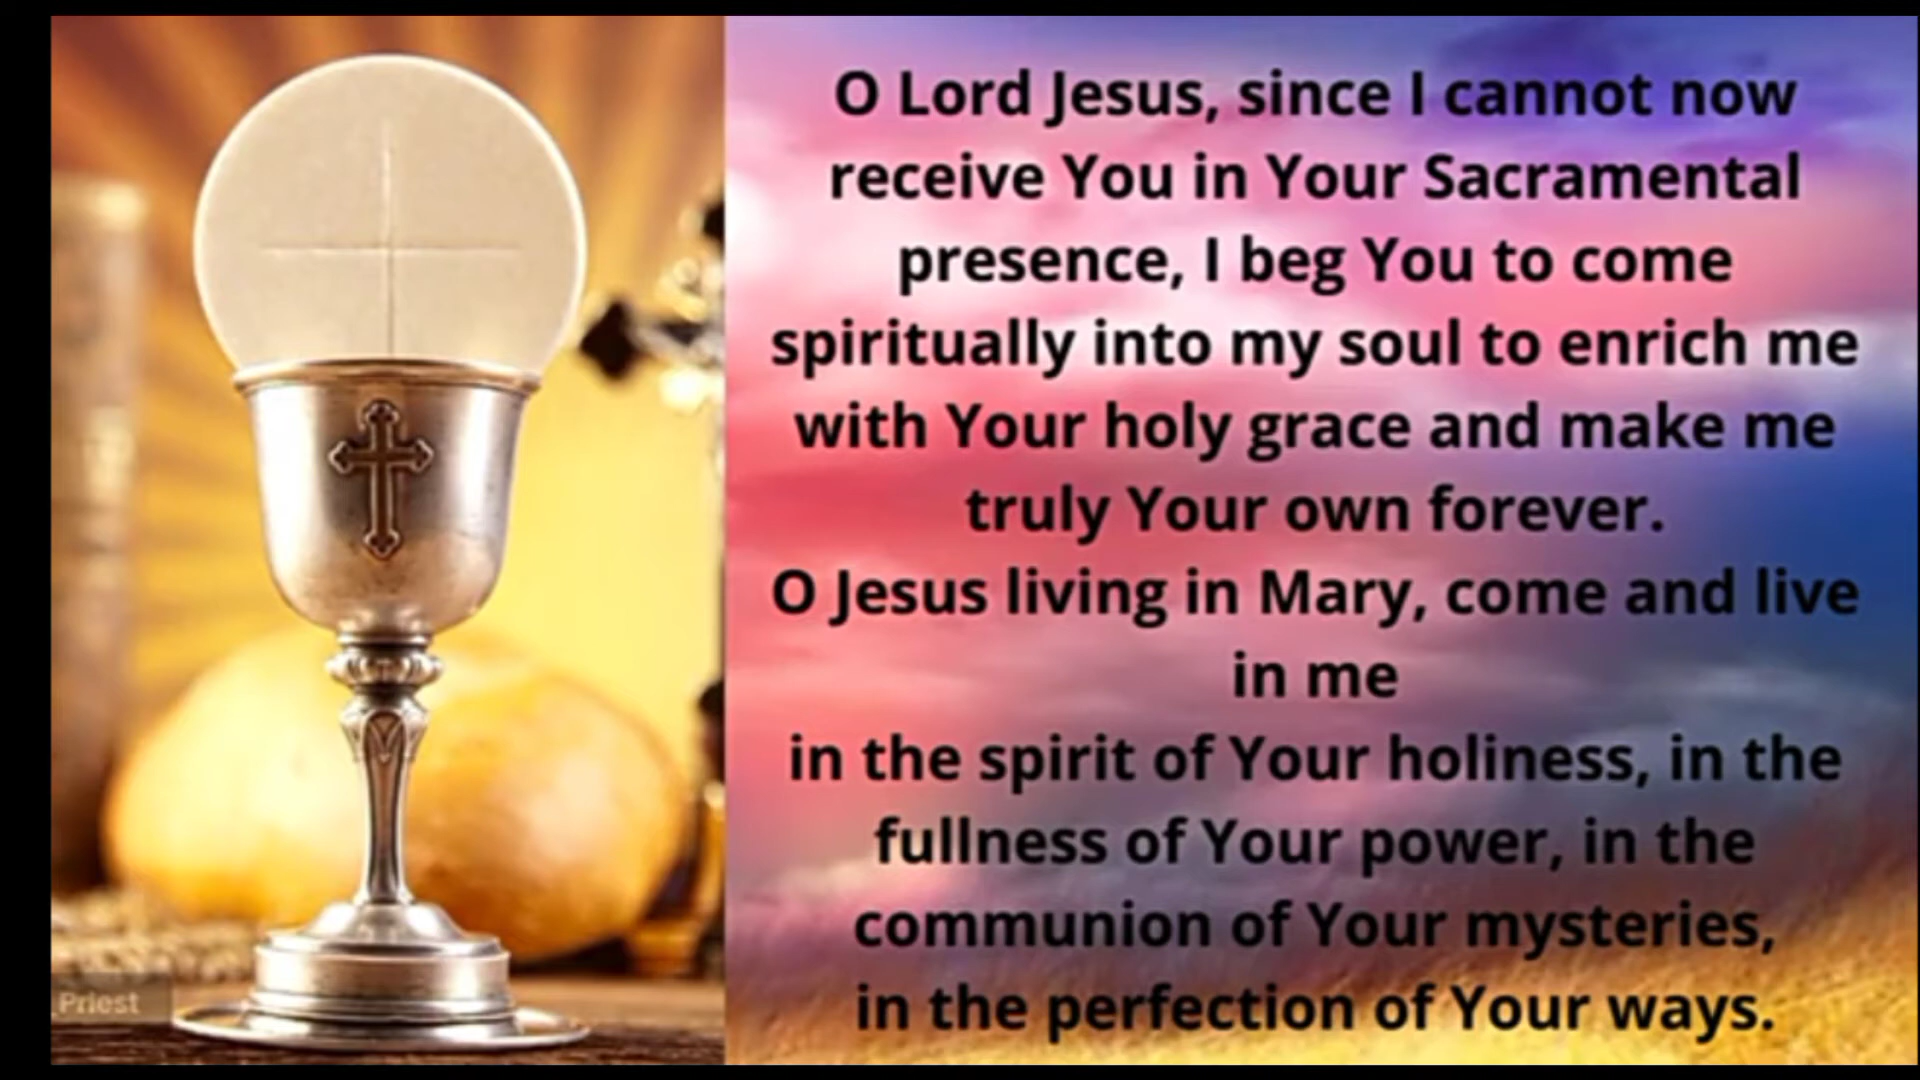 O Lord Jesus, since I cannot now
receive You in Your Sacramental
presence, I beg You to come
spiritually into my soul to enrich me
with Your holy grace and make me
truly Your own forever.
O Jesus living in Mary, come and live
in me
in the spirit of Your holiness, in the
fullness of Your power, in the
communion of Your mysteries,
in the perfection of Your ways.
Priest